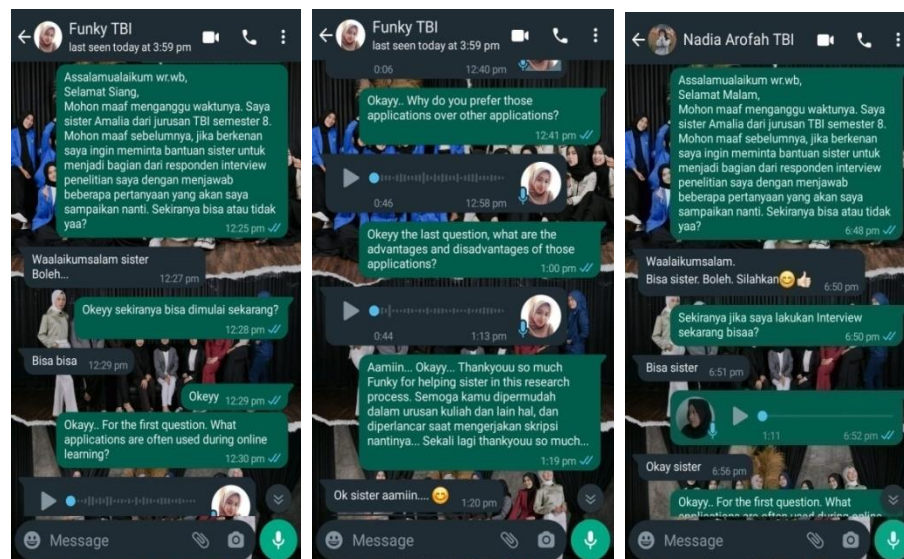 Funky TBI
last seen today at 3:59 pm
Assalamualaikum wr.wb,
Selamat Siang,
Mohon maaf menganggu waktunya. Saya
sister Amalia dari jurusan TBI semester 8.
Mohon maaf sebelumnya, jika berkenan
saya ingin meminta bantuan sister untuk
menjadi bagian dari responden interview
penelitian saya dengan menjawab
beberapa pertanyaan yang akan saya
sampaikan nanti. Sekiranya bisa atau tidak
yaa?
12:25 pm
Waalaikumsalam sister
Boleh...
12:27 pm
Okeyy sekiranya bisa dimulai sekarang?
12:28 pm
Bisa bisa 12:29 pm
Okeyy 12:29 pm
Okayy.. For the first question. What
applications are often used during online
learning?
12:30 pm
Message
Funky TBI
last seen today at 3:59 pm
0:06 12:40 pm
Okayy.. Why do you prefer those
applications over other applications?
12:41 pm
0:46 12:58 pm
Okeyy the last question, what are the
advantages and disadvantages of those
applications?
1:00 pm
0:44 1:13 pm
Aamiin... Okayy... Thankyouu so much
Funky for helping sister in this research
process. Semoga kamu dipermudah
dalam urusan kuliah dan lain hal, dan
diperlancar saat mengerjakan skripsi
nantinya... Sekali lagi thankyouu so much...
1:19 pm
Ok sister aamiin.... 😊 1:20 pm
Message
Nadia Arofah TBI
Assalamualaikum wr.wb,
Selamat Malam,
Mohon maaf menganggu waktunya. Saya
sister Amalia dari jurusan TBI semester 8.
Mohon maaf sebelumnya, jika berkenan
saya ingin meminta bantuan sister untuk
menjadi bagian dari responden interview
penelitian saya dengan menjawab
beberapa pertanyaan yang akan saya
sampaikan nanti. Sekiranya bisa atau tidak
yaa?
6:48 pm
Waalaikumsalam.
Bisa sister. Boleh. Silahkan😊👍🏻
6:50 pm
Sekiranya jika saya lakukan Interview
sekarang bisaa?
6:50 pm
Bisa sister 6:51 pm
1:11 6:52 pm
Okay sister 6:56 pm
Okayy.. For the first question. What
applications are often used during online
Message